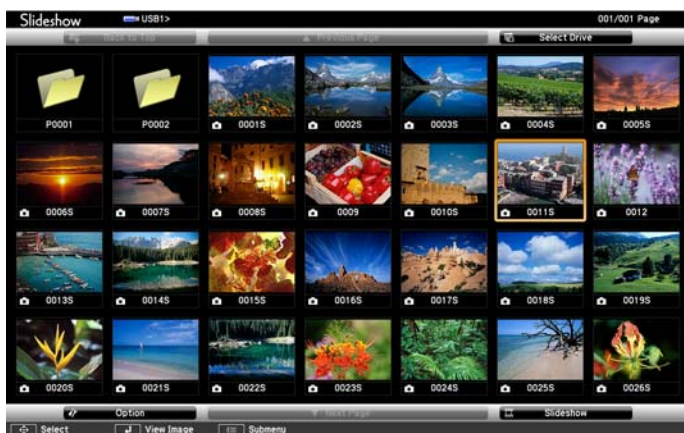 Slideshow USB1> 001/001 Page
Back to Top Previous Page Select Drive
P0001 P0002 0001S 0002S 0003S 0004S 0005S
0006S 0007S 0008S 0009 0010S 0011S 0012
0013S 0014S 0015S 0016S 0017S 0018S 0019S
0020S 0021S 0022S 0023S 0024S 0025S 0026S
Option Next Page Slideshow
Select View Image Submenu